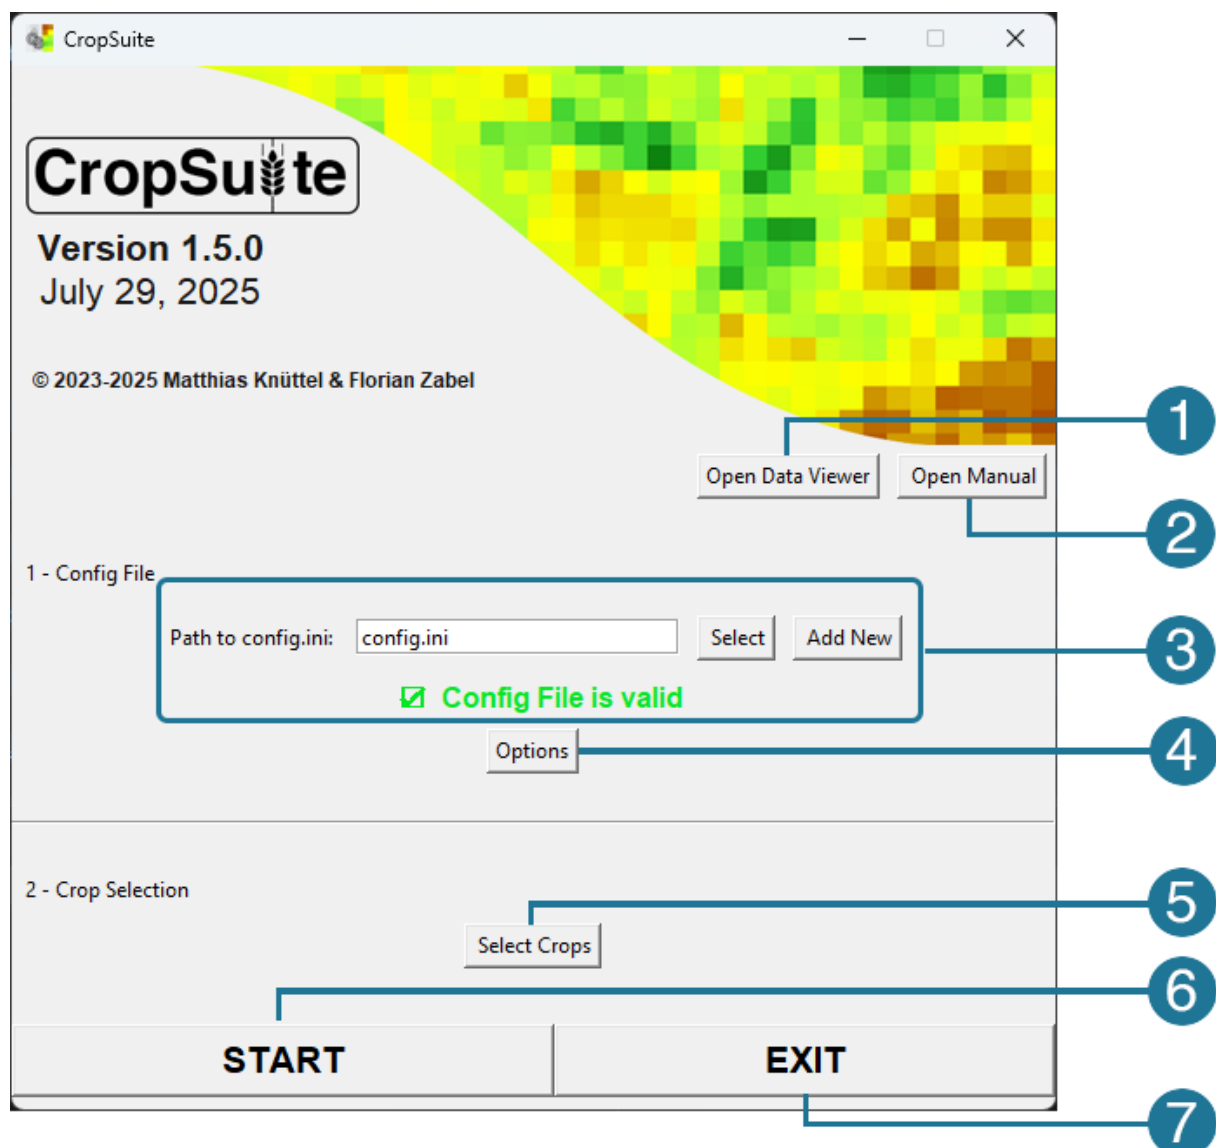 CropSuite
CropSuite
Version 1.5.0
July 29, 2025
© 2023-2025 Matthias Knüttel & Florian Zabel
1
Open Data Viewer Open Manual
2
1 - Config File
Path to config.ini: config.ini Select Add New
3
Config File is valid
Options
4
2 - Crop Selection
5
Select Crops
6
START EXIT
7